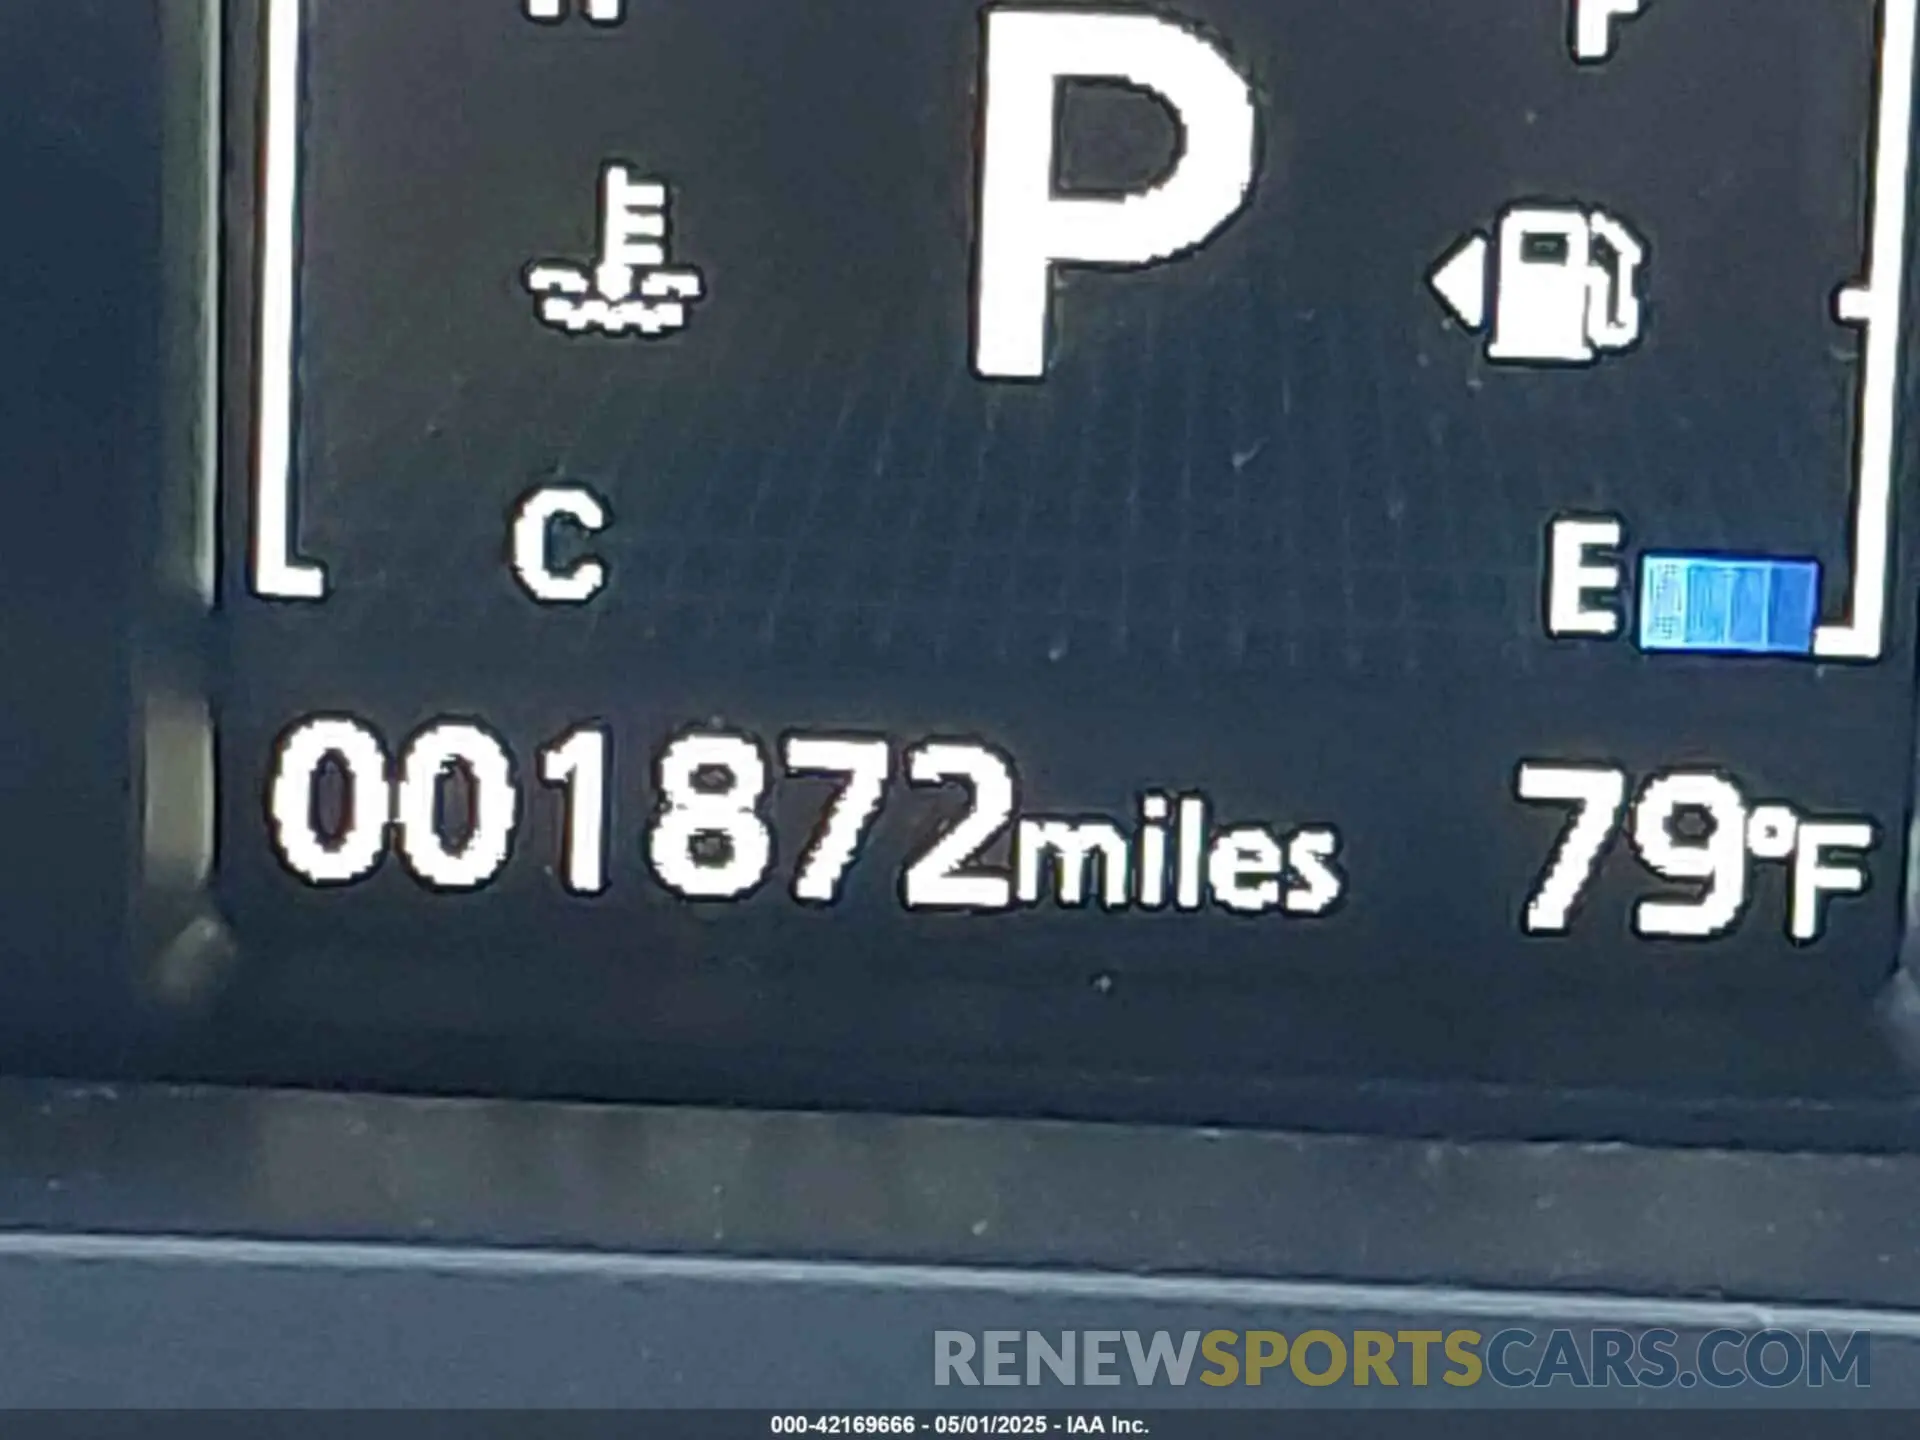 H
P
F
C
E
001872miles
79°F
RENEWSPORTSCARS.COM
000-42169666 - 05/01/2025 - IAA Inc.